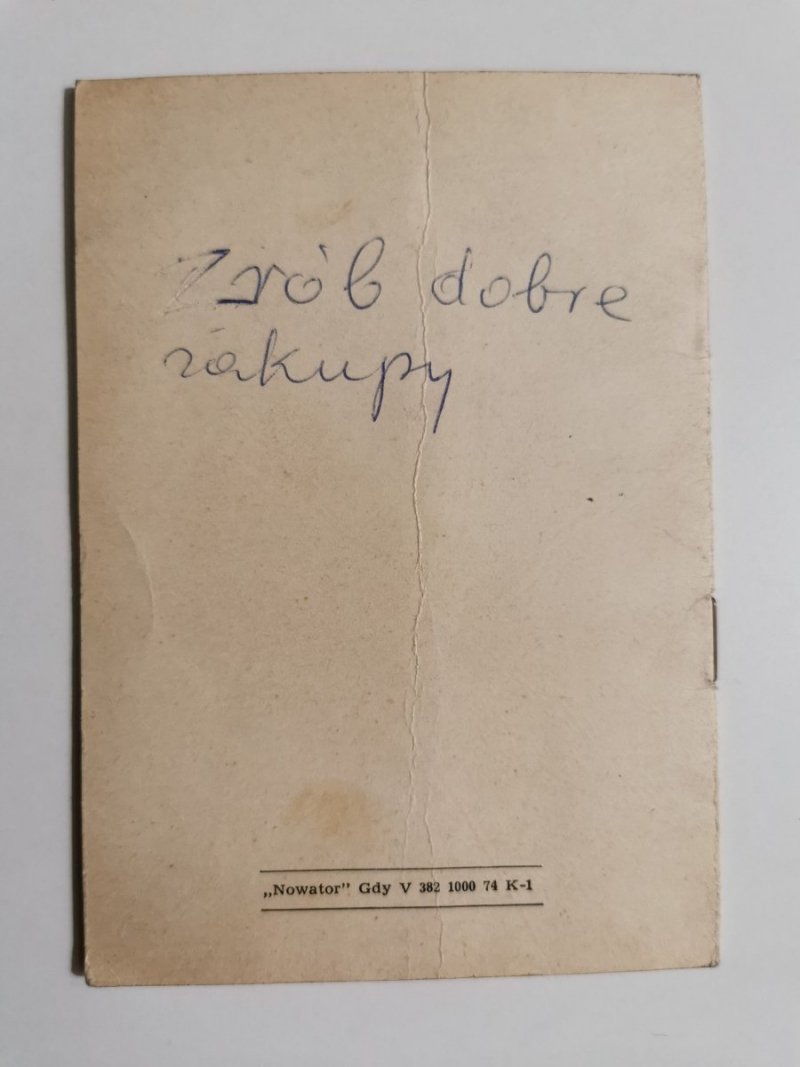 Zrób dobre
zakupy
„Nowator” Gdy V 382 1000 74 K-1